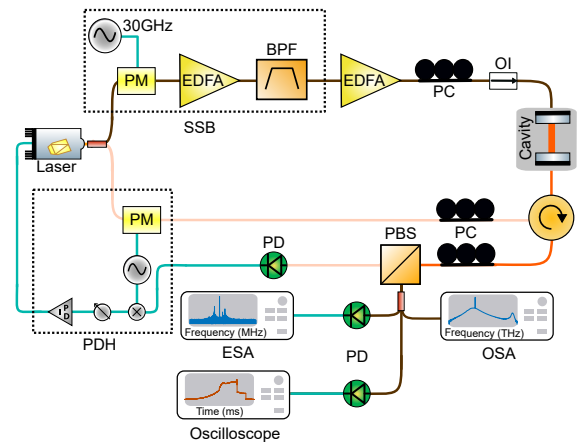 30GHz
PM
EDFA
BPF
EDFA
PC
OI
SSB
Cavity
Laser
PM
PC
PBS
PD
P
I
D
PDH
Frequency (MHz)
ESA
PD
Frequency (THz)
OSA
Time (ms)
Oscilloscope